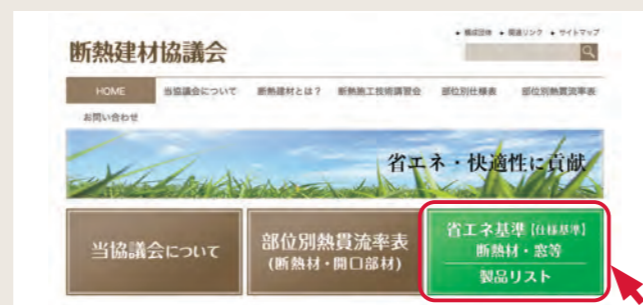 構成団体 関連リンク サイトマップ
断熱建材協議会
HOME 当協議会について 断熱建材とは？ 断熱施工技術講習会 部位別仕様表 部位別熱貫流率表
お問い合わせ
省エネ・快適性に貢献
当協議会について
部位別熱貫流率表
(断熱材・開口部材)
省エネ基準【仕様基準】
断熱材・窓等
製品リスト